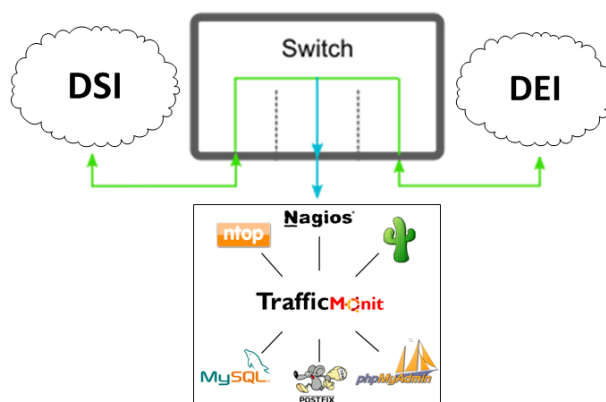 Switch
DSI
DEI
Nagios®
ntop
TrafficMonit
MySQL
phpMyAdmin
POSTFIX